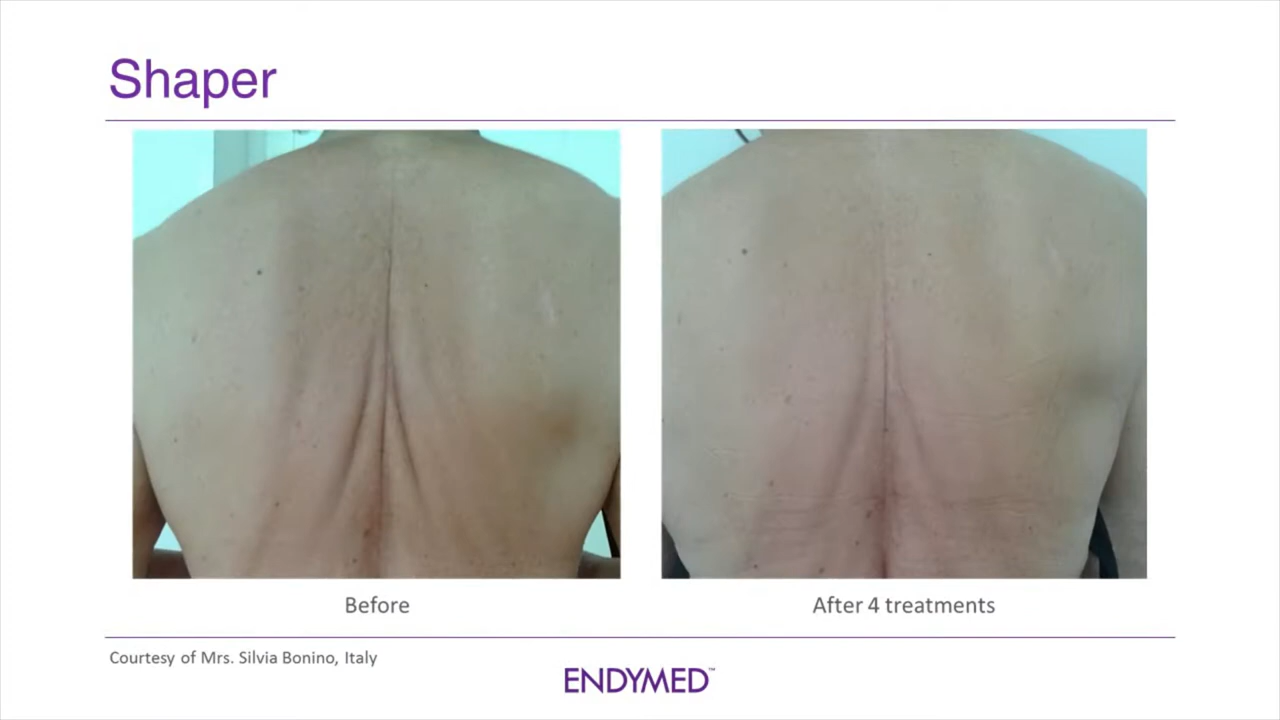 Shaper
Before
After 4 treatments
Courtesy of Mrs. Silvia Bonino, Italy
ENDYMED™